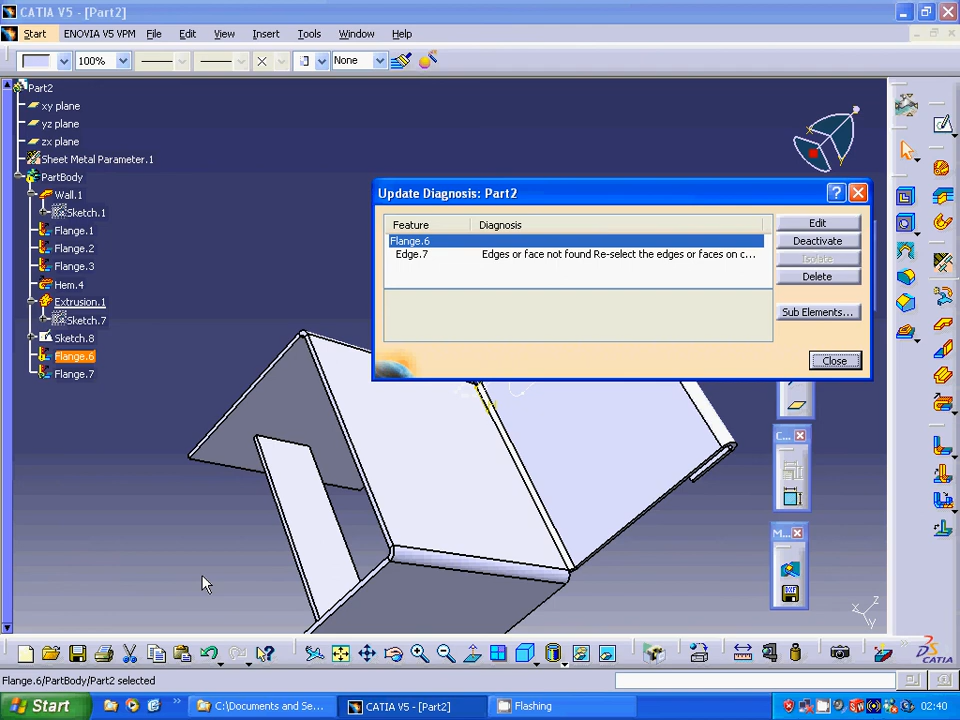 CATIA V5 - [Part2]
Start ENOVIA V5 VPM File Edit View Insert Tools Window Help
100% None
Part2
xy plane
yz plane
zx plane
Sheet Metal Parameter.1
PartBody
Wall.1
Sketch.1
Flange.1
Flange.2
Flange.3
Hem.4
Extrusion.1
Sketch.7
Sketch.8
Flange.6
Flange.7
Update Diagnosis: Part2
Feature Diagnosis
Flange.6
Edge.7 Edges or face not found Re-select the edges or faces on c...
Edit
Deactivate
Isolate
Delete
Sub Elements...
Close
C...
M...
x y z
DS CATIA
Flange.6/PartBody/Part2 selected
Start C:\Documents and Se... CATIA V5 - [Part2] Flashing 02:40